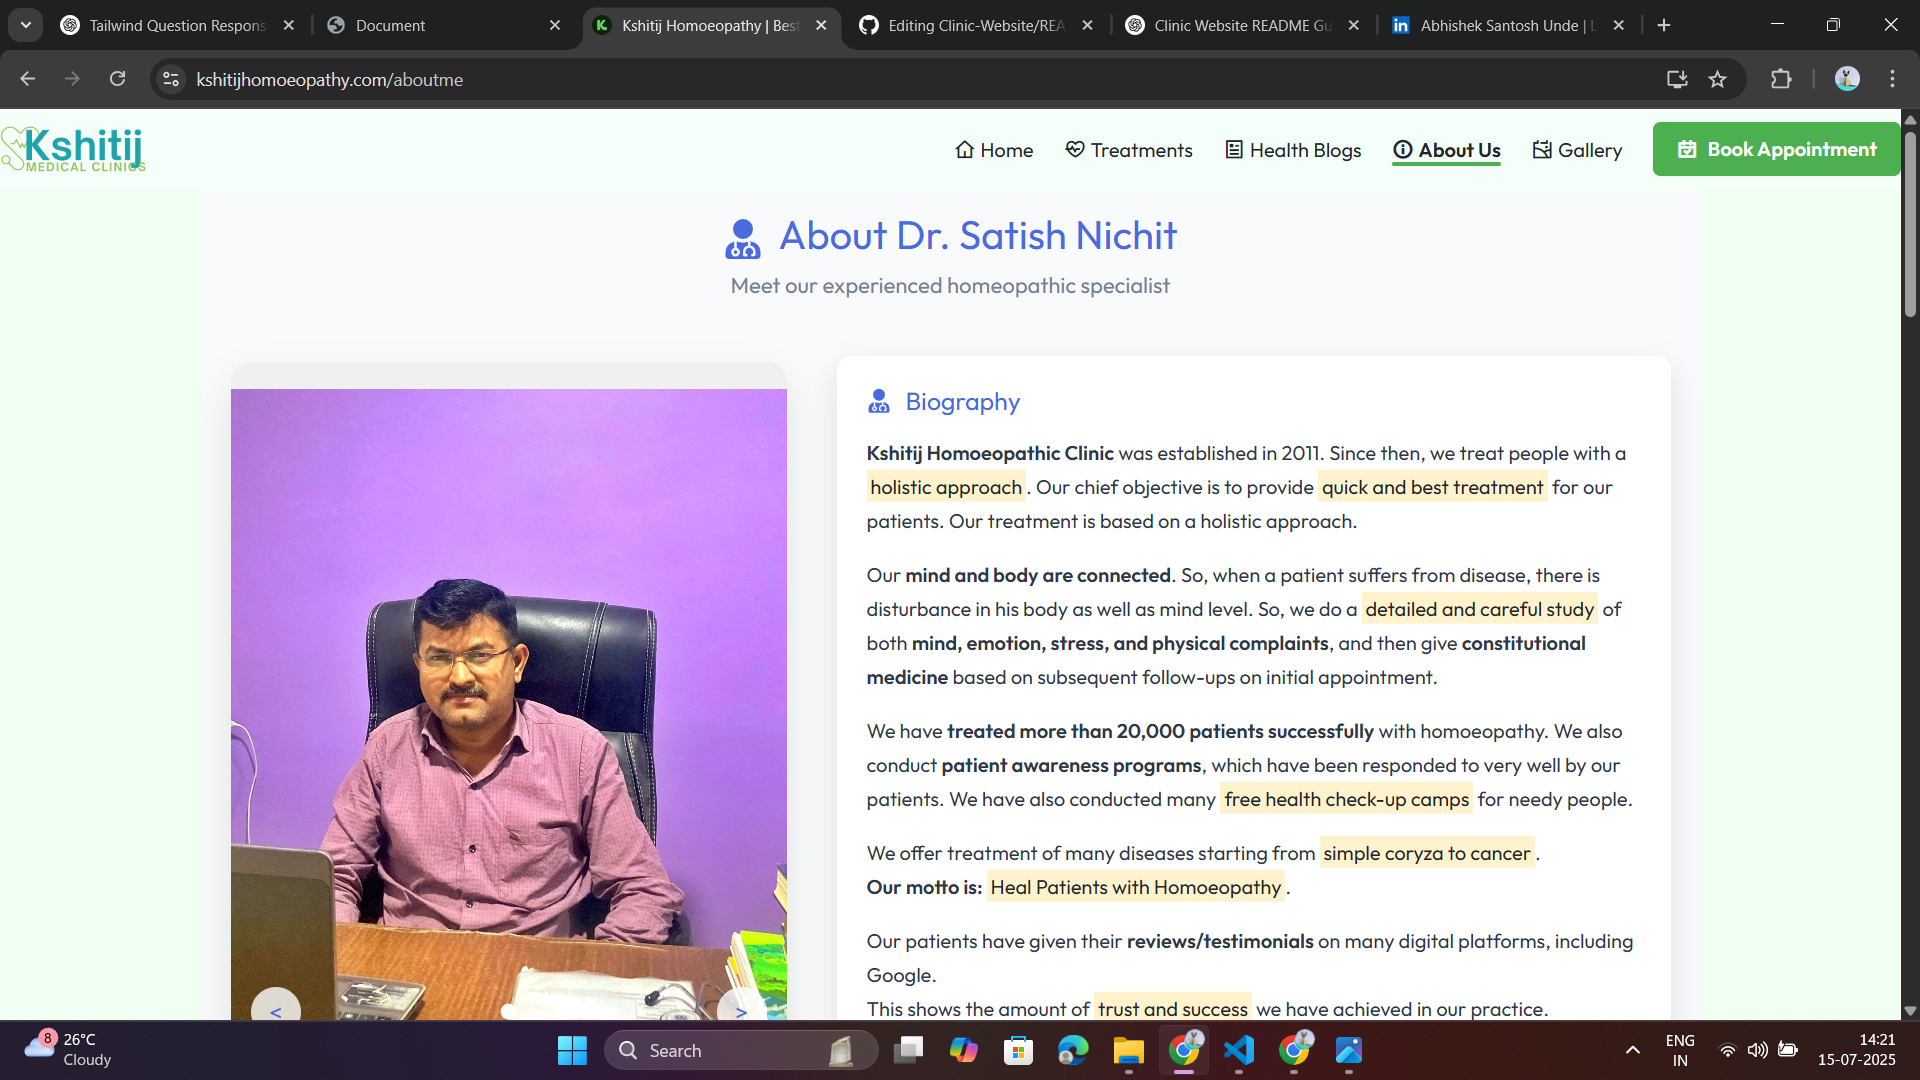 Tailwind Question Respons
Document
Kshitij Homoeopathy | Best
Editing Clinic-Website/REA
Clinic Website README Gu
Abhishek Santosh Unde | L
kshitijhomoeopathy.com/aboutme
Kshitij
MEDICAL CLINICS
Home
Treatments
Health Blogs
About Us
Gallery
Book Appointment
About Dr. Satish Nichit
Meet our experienced homeopathic specialist
Biography
Kshitij Homoeopathic Clinic was established in 2011. Since then, we treat people with a
holistic approach . Our chief objective is to provide quick and best treatment for our
patients. Our treatment is based on a holistic approach.
Our mind and body are connected. So, when a patient suffers from disease, there is
disturbance in his body as well as mind level. So, we do a detailed and careful study of
both mind, emotion, stress, and physical complaints, and then give constitutional
medicine based on subsequent follow-ups on initial appointment.
We have treated more than 20,000 patients successfully with homoeopathy. We also
conduct patient awareness programs, which have been responded to very well by our
patients. We have also conducted many free health check-up camps for needy people.
We offer treatment of many diseases starting from simple coryza to cancer .
Our motto is: Heal Patients with Homoeopathy .
Our patients have given their reviews/testimonials on many digital platforms, including
Google.
This shows the amount of trust and success we have achieved in our practice.
<
>
8
26°C
Cloudy
Search
ENG
IN
14:21
15-07-2025